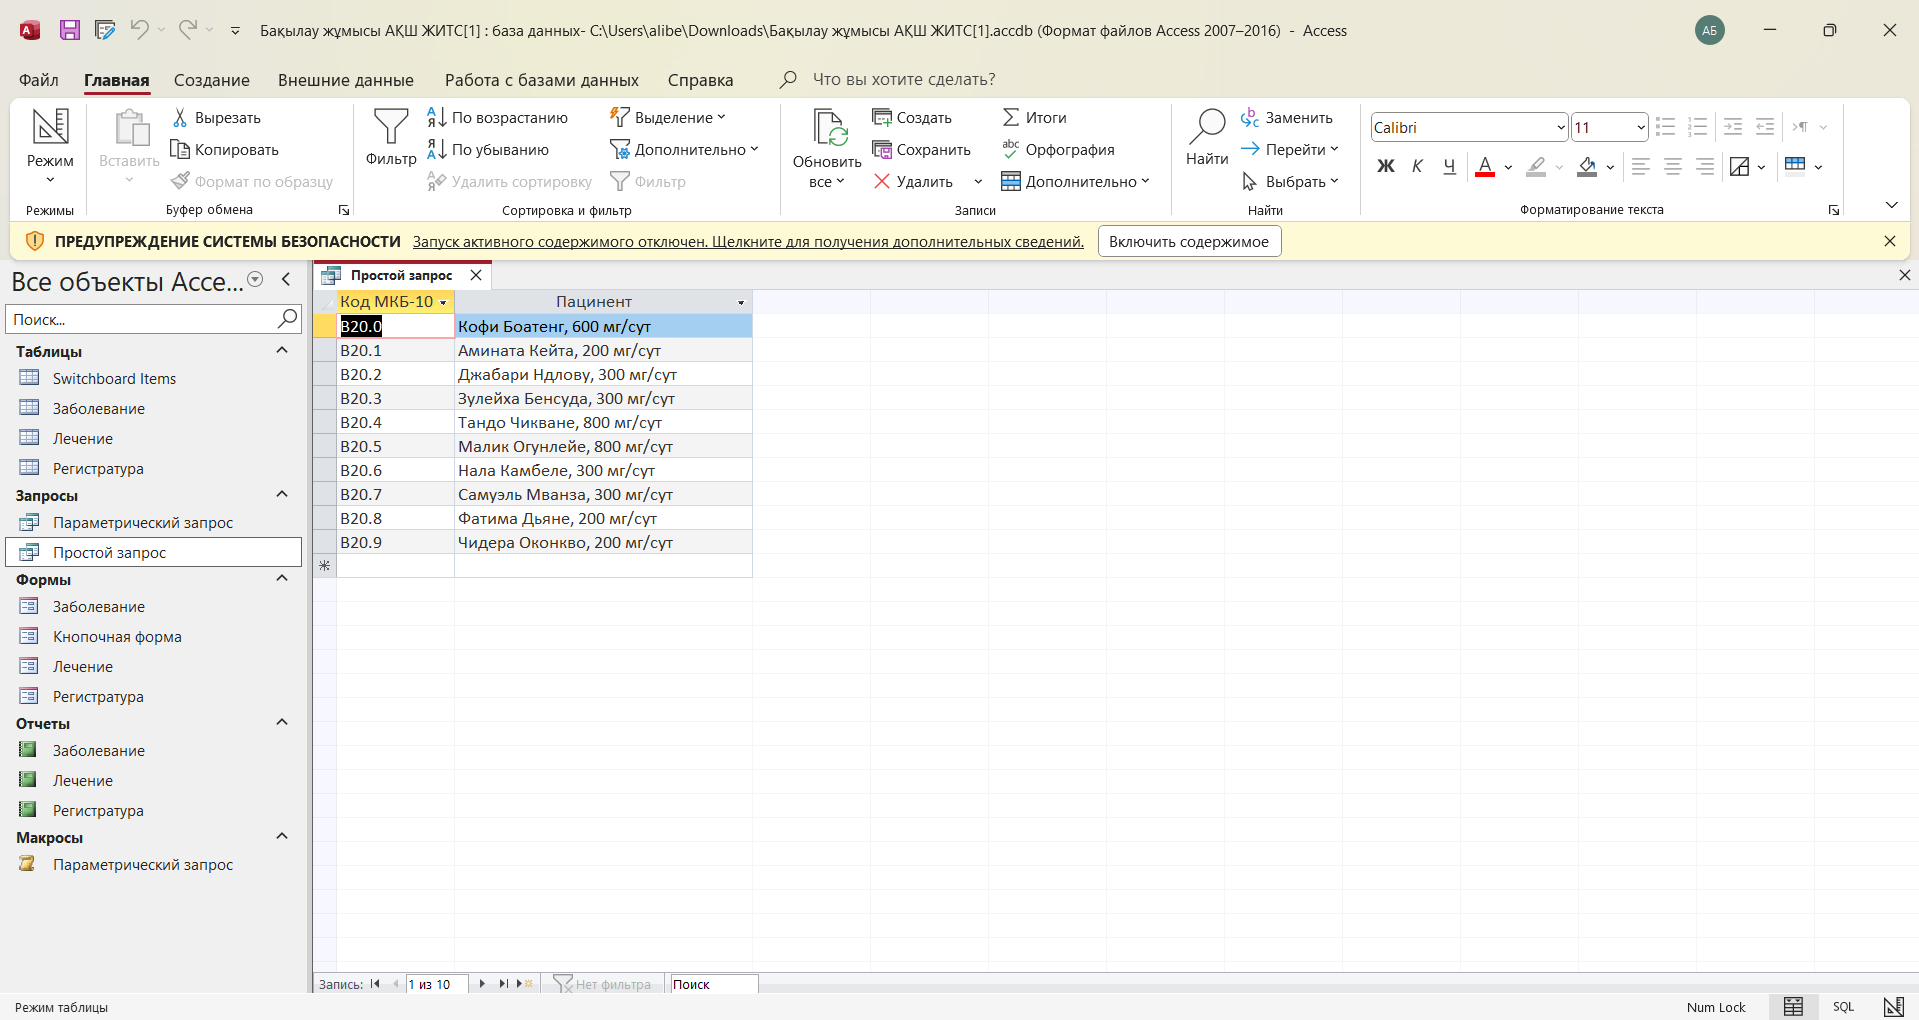 Бақылау жұмысы АҚШ ЖИТС[1] : база данных- C:\Users\alibe\Downloads\Бақылау жұмысы АҚШ ЖИТС[1].accdb (Формат файлов Access 2007–2016) - Access
АБ
Файл Главная Создание Внешние данные Работа с базами данных Справка Что вы хотите сделать?
Режим
Режимы
Вставить
Вырезать
Копировать
Формат по образцу
Буфер обмена
Фильтр
По возрастанию
По убыванию
Удалить сортировку
Выделение
Дополнительно
Фильтр
Сортировка и фильтр
Обновить
все
Создать
Сохранить
Удалить
Итоги
Орфография
Дополнительно
Записи
Найти
Заменить
Перейти
Выбрать
Найти
Calibri 11
Ж К Ч А
Форматирование текста
ПРЕДУПРЕЖДЕНИЕ СИСТЕМЫ БЕЗОПАСНОСТИ Запуск активного содержимого отключен. Щелкните для получения дополнительных сведений. Включить содержимое
Все объекты Acce...
Поиск...
Таблицы
Switchboard Items
Заболевание
Лечение
Регистратура
Запросы
Параметрический запрос
Простой запрос
Формы
Заболевание
Кнопочная форма
Лечение
Регистратура
Отчеты
Заболевание
Лечение
Регистратура
Макросы
Параметрический запрос
Простой запрос
Код МКБ-10 Пацинент
B20.0 Кофи Боатенг, 600 мг/сут
B20.1 Амината Кейта, 200 мг/сут
B20.2 Джабари Ндлову, 300 мг/сут
B20.3 Зулейха Бенсуда, 300 мг/сут
B20.4 Тандо Чикване, 800 мг/сут
B20.5 Малик Огунлейе, 800 мг/сут
B20.6 Нала Камбеле, 300 мг/сут
B20.7 Самуэль Мванза, 300 мг/сут
B20.8 Фатима Дьяне, 200 мг/сут
B20.9 Чидера Оконкво, 200 мг/сут
Запись: 1 из 10 Нет фильтра Поиск
Режим таблицы Num Lock SQL